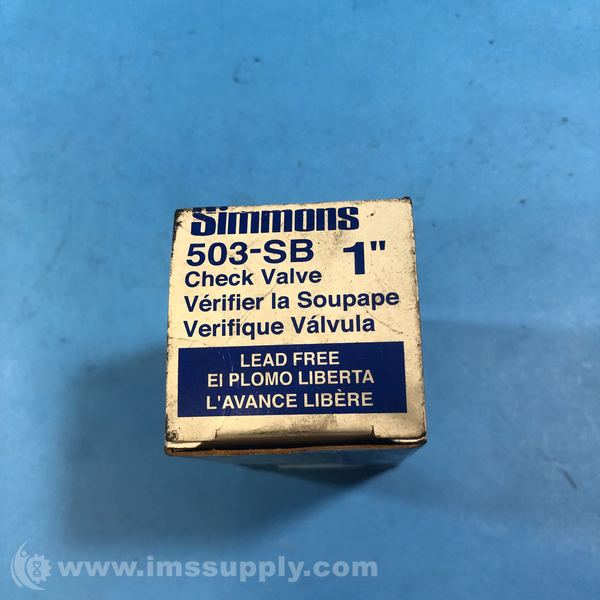 Simmons
503-SB 1"
Check Valve
Vérifier la Soupape
Verifique Válvula
LEAD FREE
El PLOMO LIBERTA
L'AVANCE LIBÈRE
www.imssupply.com